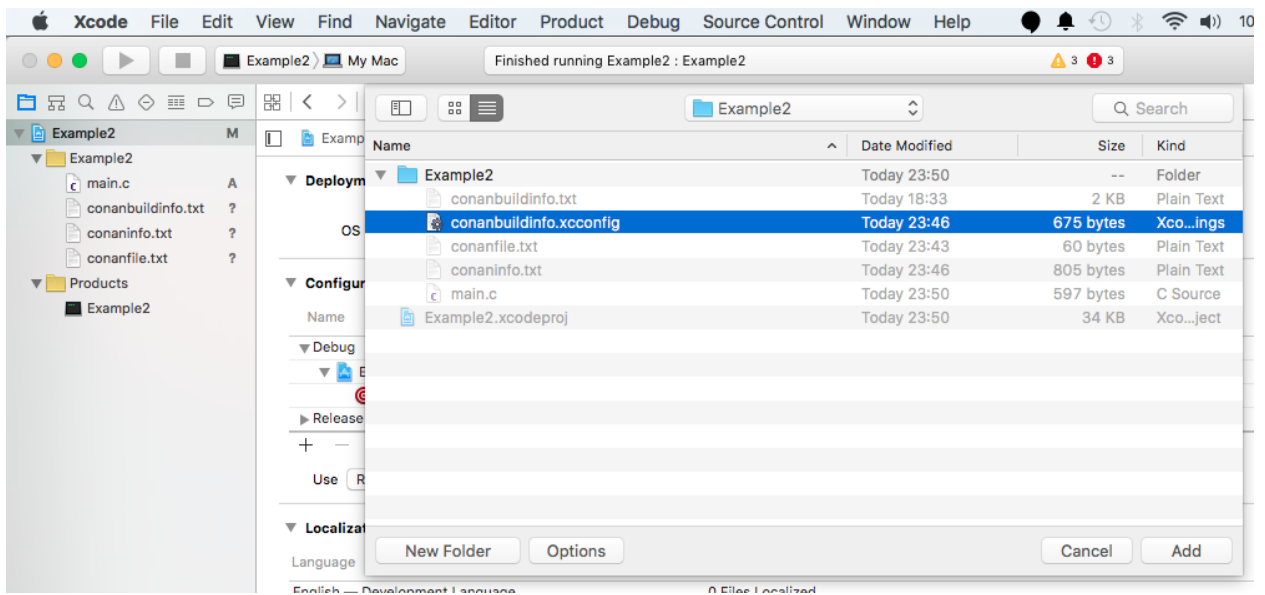 Xcode File Edit View Find Navigate Editor Product Debug Source Control Window Help 10
Example2 My Mac Finished running Example2 : Example2 3 3
Example2 M
Example2
main.c A
conanbuildinfo.txt ?
conaninfo.txt ?
conanfile.txt ?
Products
Example2
Examp
Deploym
OS
Configur
Name
Debug
E
Release
+ —
Use R
Localizat
Language
English — Development Language 0 Files Localized
Example2 Search
Name Date Modified Size Kind
Example2 Today 23:50 -- Folder
conanbuildinfo.txt Today 18:33 2 KB Plain Text
conanbuildinfo.xcconfig Today 23:46 675 bytes Xco...ings
conanfile.txt Today 23:43 60 bytes Plain Text
conaninfo.txt Today 23:46 805 bytes Plain Text
main.c Today 23:50 597 bytes C Source
Example2.xcodeproj Today 23:50 34 KB Xco...ject
New Folder Options Cancel Add